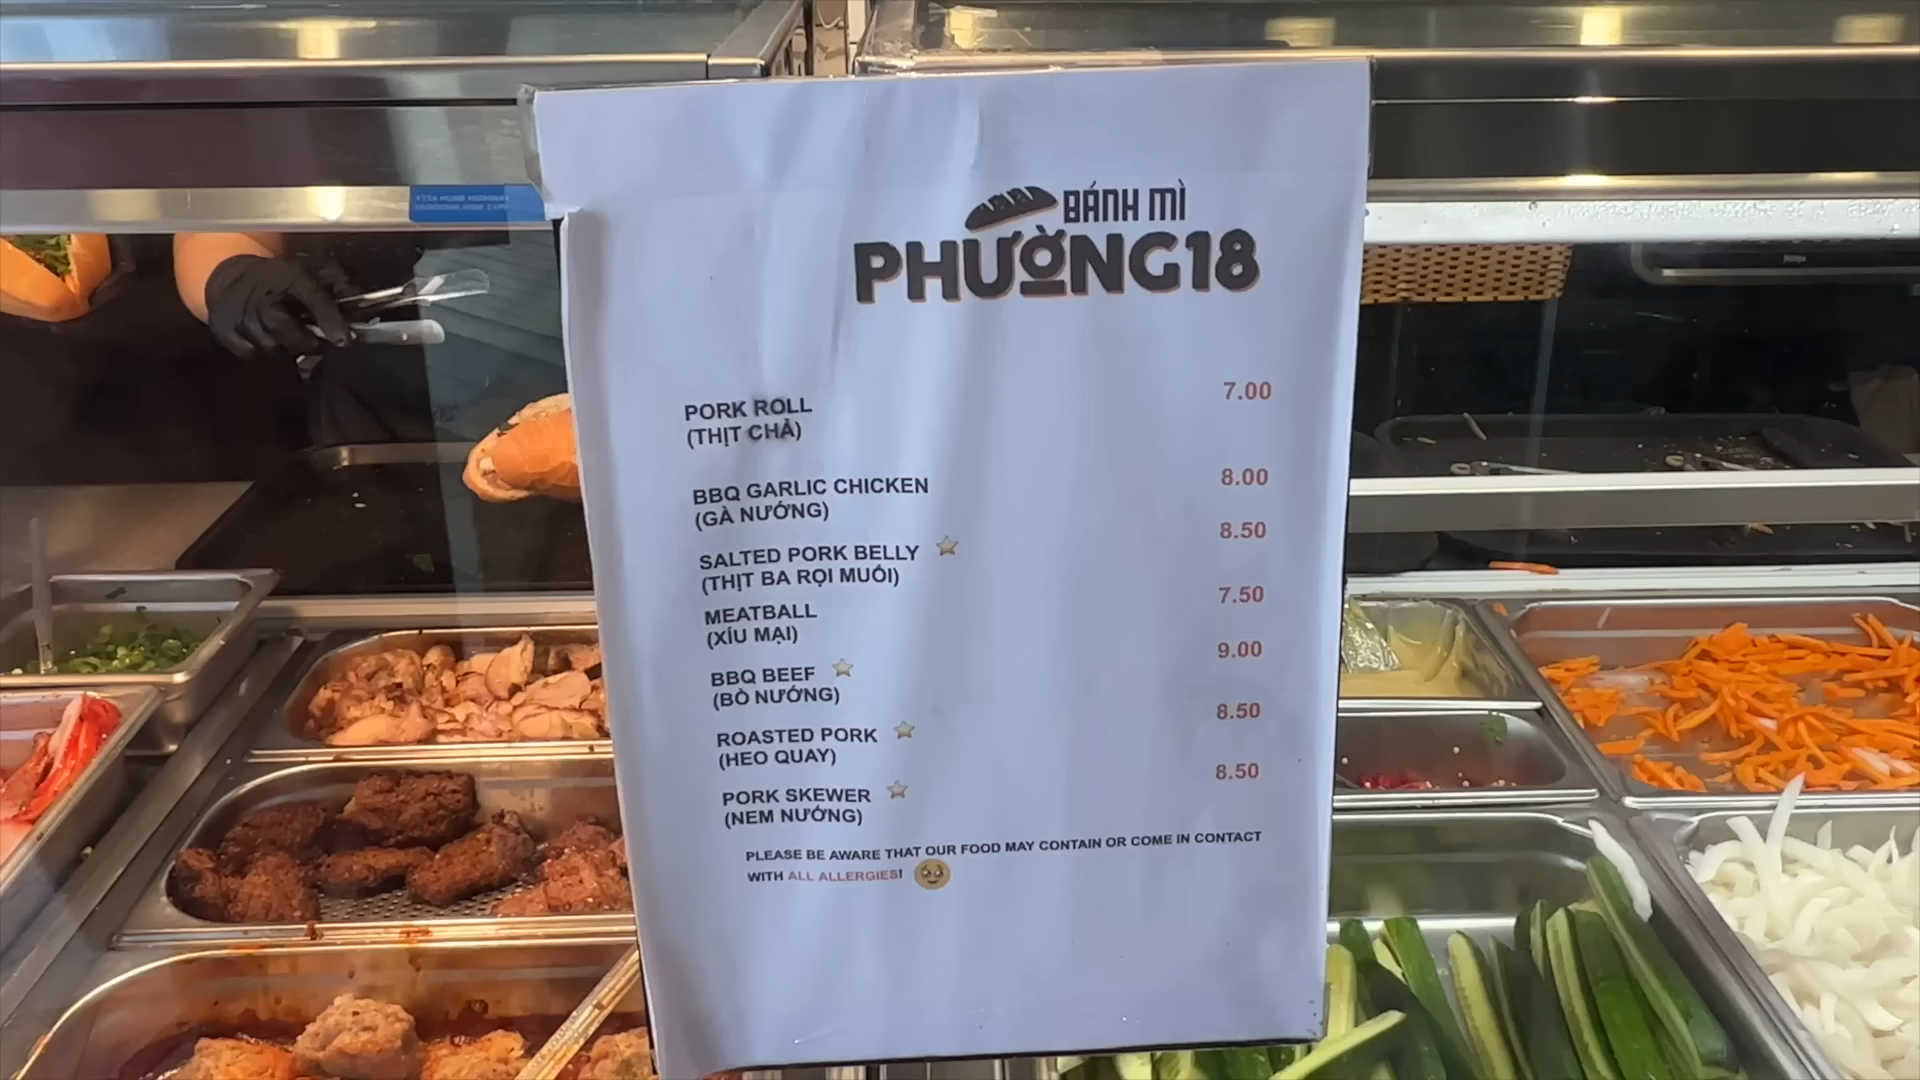 BÁNH MÌ
PHƯỜNG18
PORK ROLL 7.00
(THỊT CHẢ)
BBQ GARLIC CHICKEN 8.00
(GÀ NƯỚNG)
SALTED PORK BELLY 8.50
(THỊT BA RỌI MUỐI)
MEATBALL 7.50
(XÍU MẠI)
BBQ BEEF 9.00
(BÒ NƯỚNG)
ROASTED PORK 8.50
(HEO QUAY)
PORK SKEWER 8.50
(NEM NƯỚNG)
PLEASE BE AWARE THAT OUR FOOD MAY CONTAIN OR COME IN CONTACT
WITH ALL ALLERGIES!